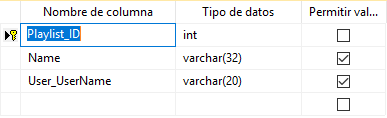 Nombre de columna Tipo de datos Permitir val...
Playlist_ID int
Name varchar(32)
User_UserName varchar(20)